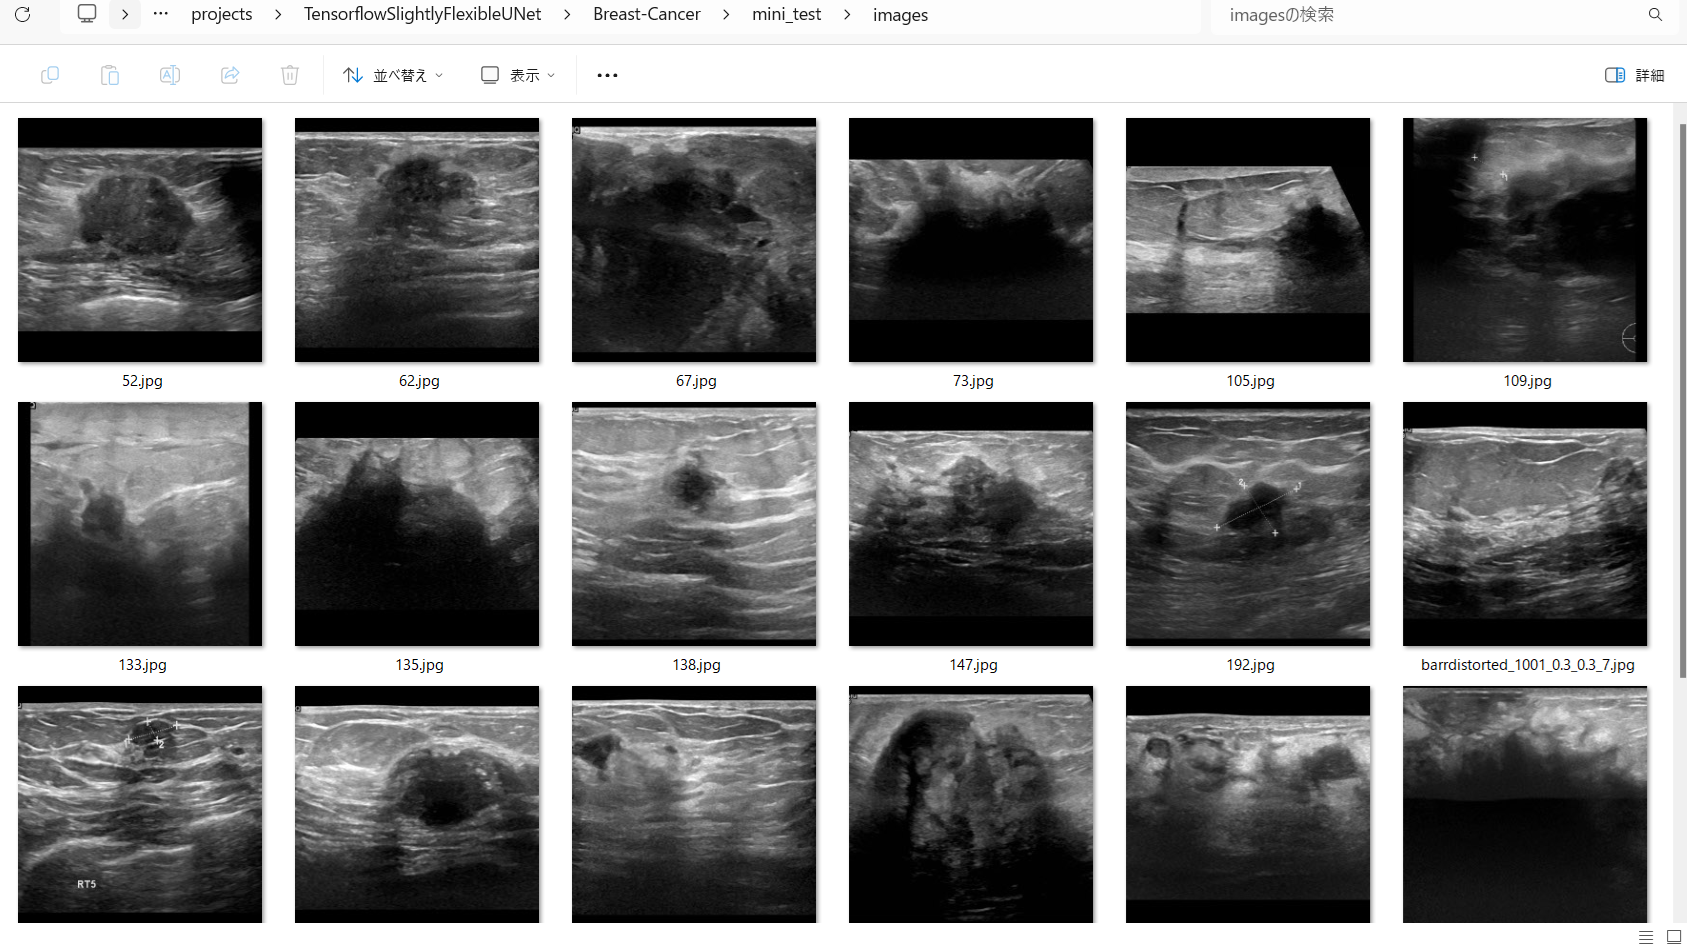 projects > TensorflowSlightlyFlexibleUNet > Breast-Cancer > mini_test > images
imagesの検索
並べ替え
表示
詳細
52.jpg
62.jpg
67.jpg
73.jpg
105.jpg
109.jpg
133.jpg
135.jpg
138.jpg
147.jpg
192.jpg
barrdistorted_1001_0.3_0.3_7.jpg
RT5